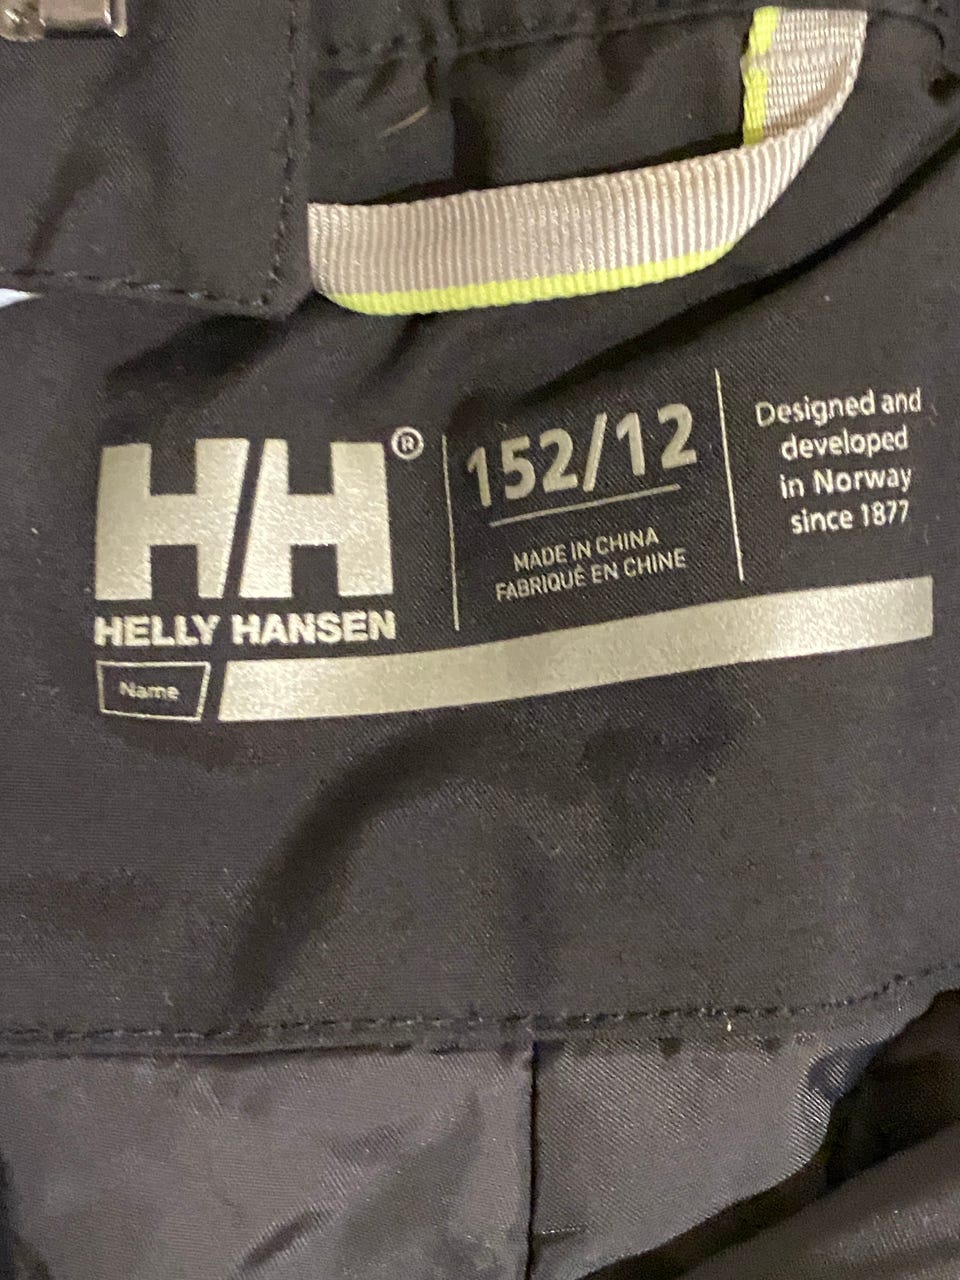 HH®
HELLY HANSEN
Name
152/12
MADE IN CHINA
FABRIQUÉ EN CHINE
Designed and
developed
in Norway
since 1877